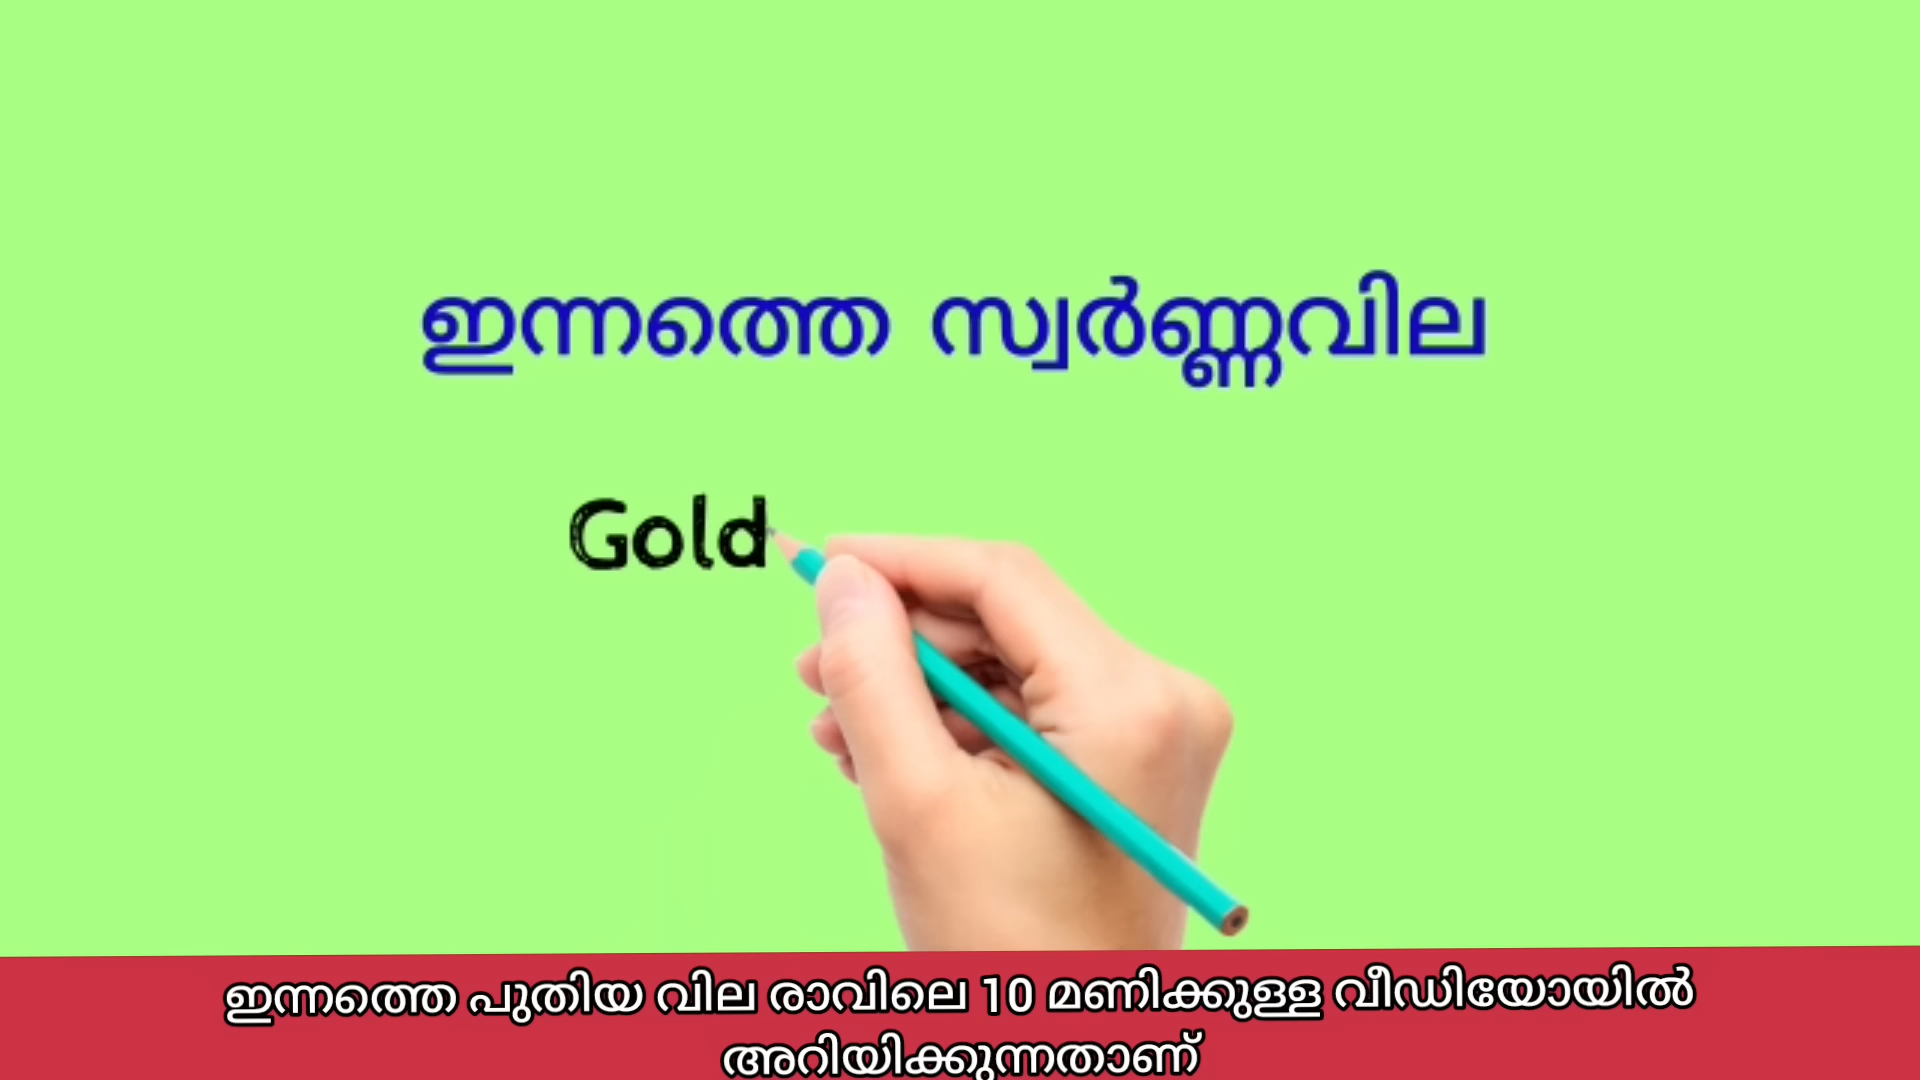 ഇന്നത്തെ സ്വർണ്ണവില
Gold
ഇന്നത്തെ പുതിയ വില രാവിലെ 10 മണിക്കുള്ള വീഡിയോയിൽ
അറിയിക്കുന്നതാണ്